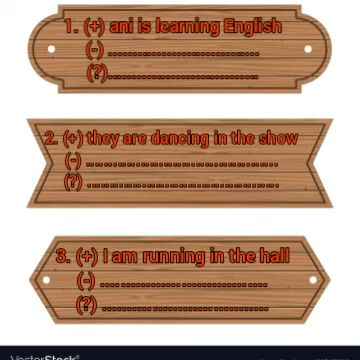 1. (+) ani is learning English
(-) ......................................
(?)......................................
2. (+) they are dancing in the show
(-) ..........................................
(?) ..........................................
3. (+) I am running in the hall
(-) ......................................
(?) ......................................
VectorStock®